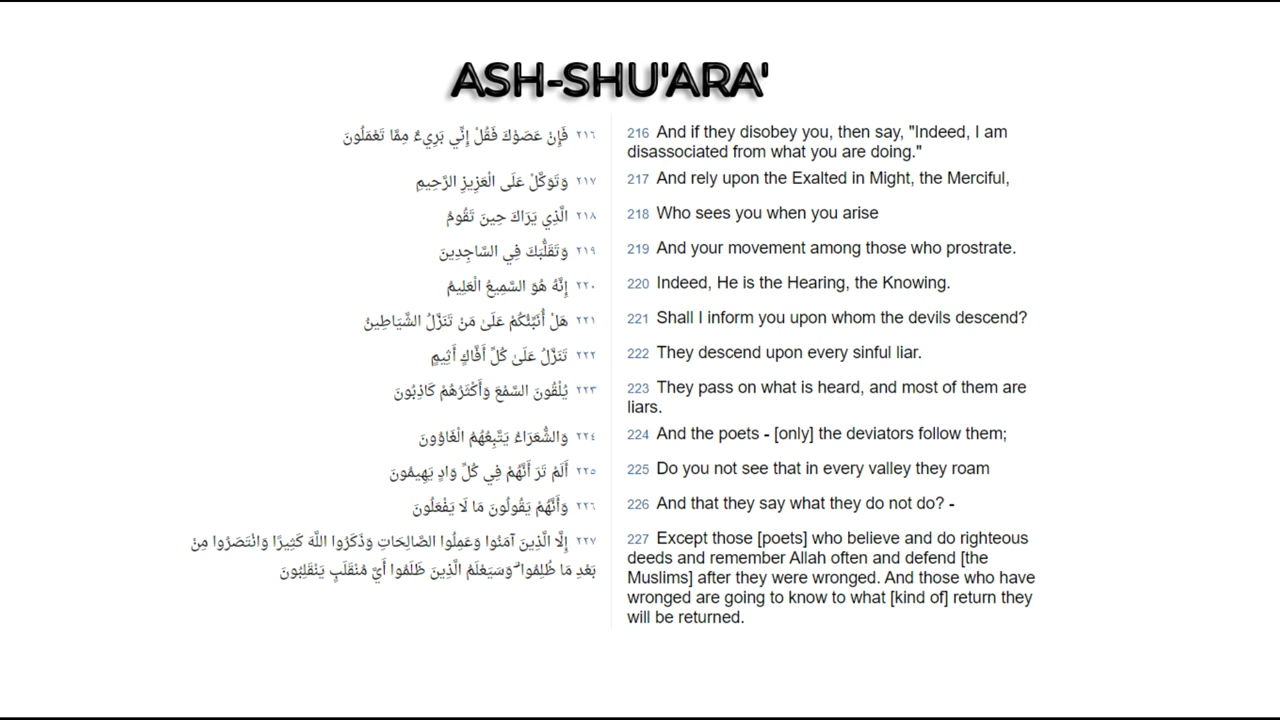 ASH-SHU'ARA'
٢١٦ فَإِنْ عَصَوْكَ فَقُلْ إِنِّي بَرِيءٌ مِمَّا تَعْمَلُونَ
216 And if they disobey you, then say, "Indeed, I am
disassociated from what you are doing."
٢١٧ وَتَوَكَّلْ عَلَى الْعَزِيزِ الرَّحِيمِ
217 And rely upon the Exalted in Might, the Merciful,
٢١٨ الَّذِي يَرَاكَ حِينَ تَقُومُ
218 Who sees you when you arise
٢١٩ وَتَقَلُّبَكَ فِي السَّاجِدِينَ
219 And your movement among those who prostrate.
٢٢٠ إِنَّهُ هُوَ السَّمِيعُ الْعَلِيمُ
220 Indeed, He is the Hearing, the Knowing.
٢٢١ هَلْ أُنَبِّئُكُمْ عَلَىٰ مَنْ تَنَزَّلُ الشَّيَاطِينُ
221 Shall I inform you upon whom the devils descend?
٢٢٢ تَنَزَّلُ عَلَىٰ كُلِّ أَفَّاكٍ أَثِيمٍ
222 They descend upon every sinful liar.
٢٢٣ يُلْقُونَ السَّمْعَ وَأَكْثَرُهُمْ كَاذِبُونَ
223 They pass on what is heard, and most of them are
liars.
٢٢٤ وَالشُّعَرَاءُ يَتَّبِعُهُمُ الْغَاوُونَ
224 And the poets - [only] the deviators follow them;
٢٢٥ أَلَمْ تَرَ أَنَّهُمْ فِي كُلِّ وَادٍ يَهِيمُونَ
225 Do you not see that in every valley they roam
٢٢٦ وَأَنَّهُمْ يَقُولُونَ مَا لَا يَفْعَلُونَ
226 And that they say what they do not do? -
٢٢٧ إِلَّا الَّذِينَ آمَنُوا وَعَمِلُوا الصَّالِحَاتِ وَذَكَرُوا اللَّهَ كَثِيرًا وَانْتَصَرُوا مِنْ
بَعْدِ مَا ظُلِمُوا ۗ وَسَيَعْلَمُ الَّذِينَ ظَلَمُوا أَيَّ مُنْقَلَبٍ يَنْقَلِبُونَ
227 Except those [poets] who believe and do righteous
deeds and remember Allah often and defend [the
Muslims] after they were wronged. And those who have
wronged are going to know to what [kind of] return they
will be returned.